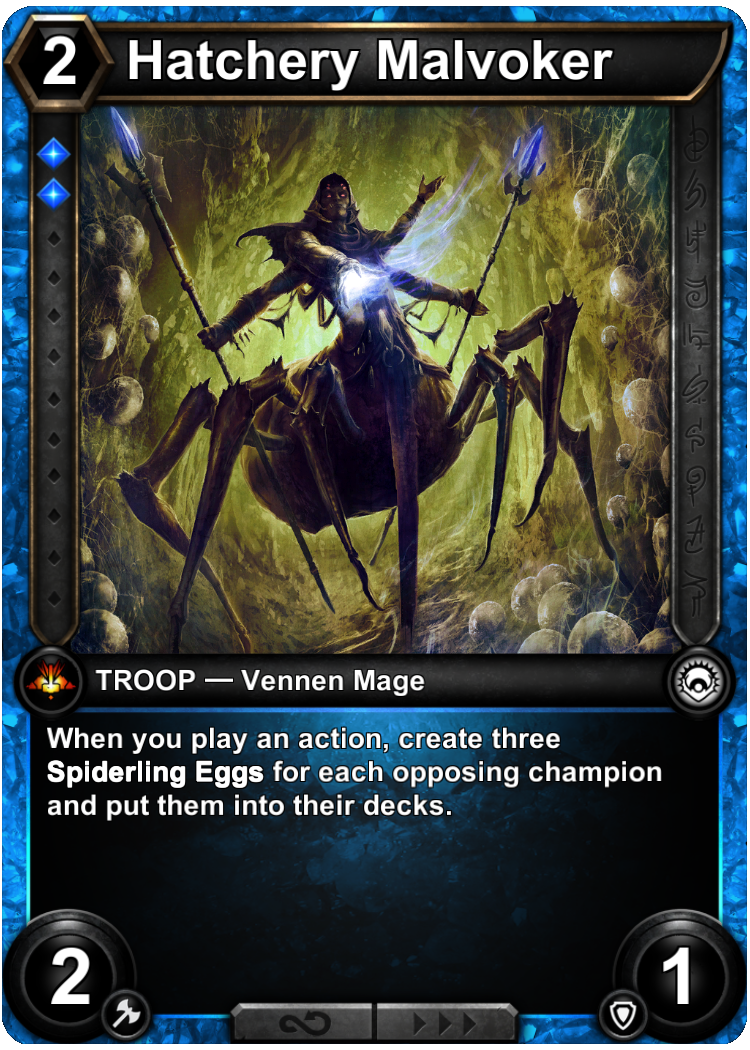 2 Hatchery Malvoker
TROOP — Vennen Mage
When you play an action, create three
Spiderling Eggs for each opposing champion
and put them into their decks.
2 1